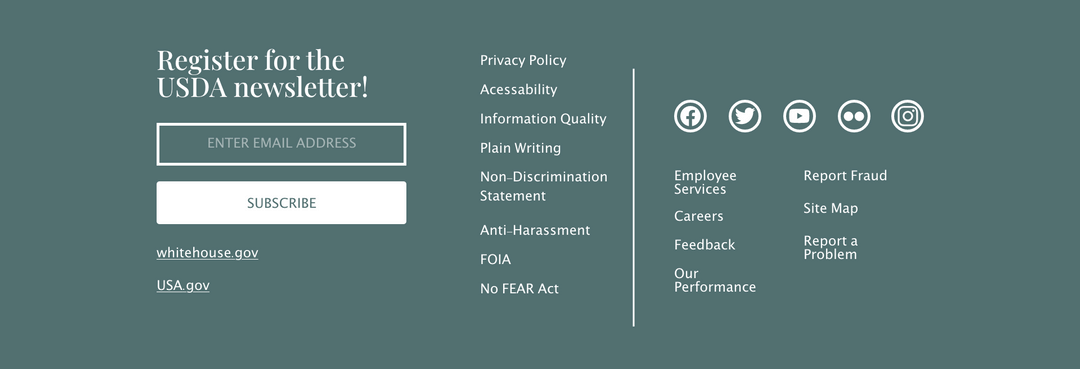 Register for the
USDA newsletter!
ENTER EMAIL ADDRESS
SUBSCRIBE
whitehouse.gov
USA.gov
Privacy Policy
Acessability
Information Quality
Plain Writing
Non-Discrimination
Statement
Anti-Harassment
FOIA
No FEAR Act
Employee
Services
Careers
Feedback
Our
Performance
Report Fraud
Site Map
Report a
Problem